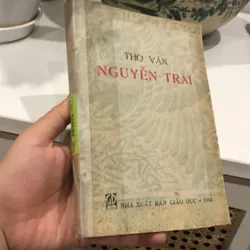 THƠ VĂN
NGUYỄN TRÃI
NHÀ XUẤT BẢN GIÁO DỤC